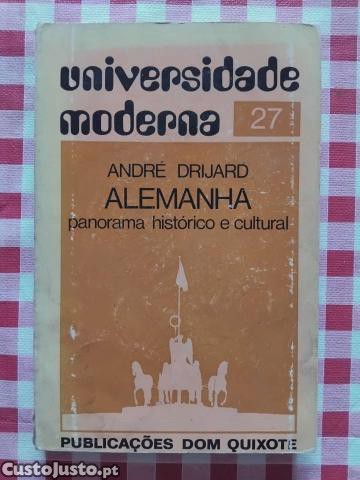 universidade
moderna 27
ANDRÉ DRIJARD
ALEMANHA
panorama histórico e cultural
PUBLICAÇÕES DOM QUIXOTE
CustoJusto.pt